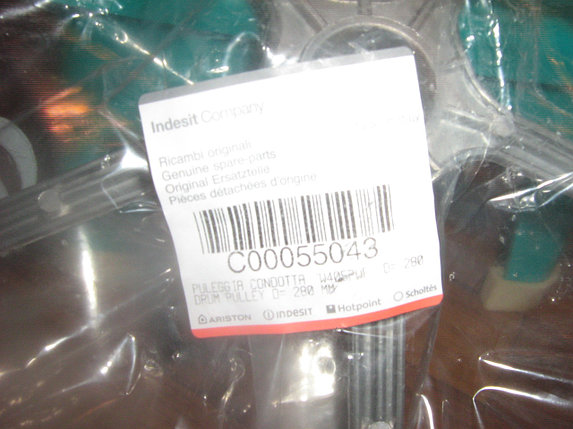 Indesit Company
Ricambi originali
Genuine spare parts
Original Ersatzteile
Pièces détachées d'origine
C00055043
PULEGGIA CONDOTTA D= 280
DRUM PULLEY D= 280 MM
ARISTON indesit Hotpoint Scholtès